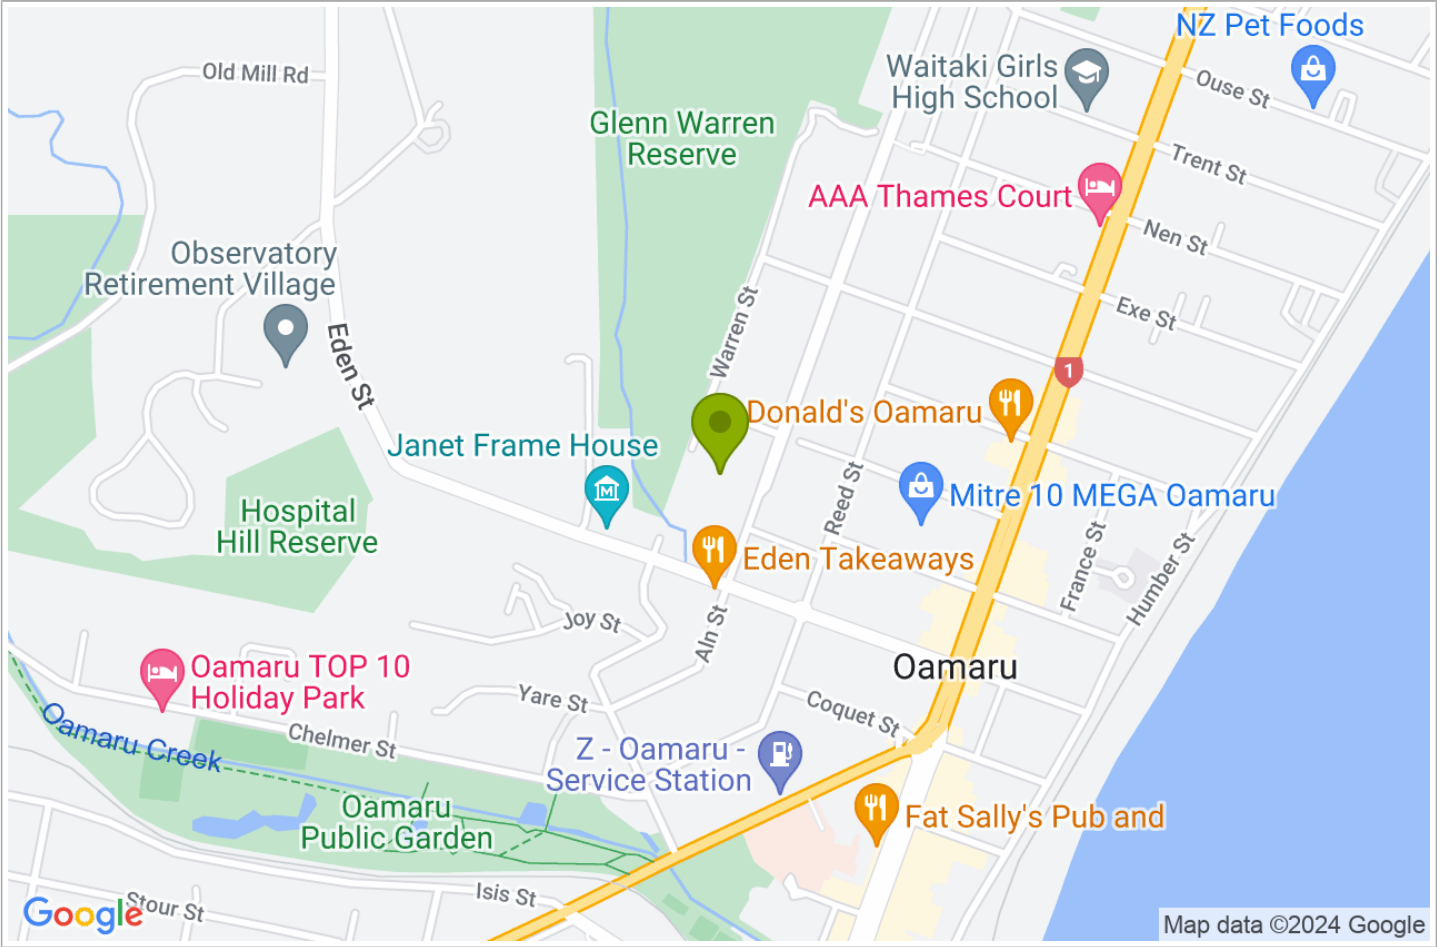 NZ Pet Foods
Old Mill Rd
Waitaki Girls
High School
Ouse St
Glenn Warren
Reserve
Trent St
AAA Thames Court
Nen St
Observatory
Retirement Village
Exe St
Warren St
Eden St
1
Donald's Oamaru
Janet Frame House
Reed St
Mitre 10 MEGA Oamaru
Hospital
Hill Reserve
Eden Takeaways
France St
Humber St
Joy St
Aln St
Oamaru
Oamaru TOP 10
Holiday Park
Yare St
Coquet St
Oamaru Creek
Chelmer St
Z - Oamaru -
Service Station
Oamaru
Public Garden
Fat Sally's Pub and
Isis St
Stour St
Google
Map data ©2024 Google